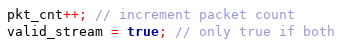 pkt_cnt++; // increment packet count
valid_stream = true; // only true if both